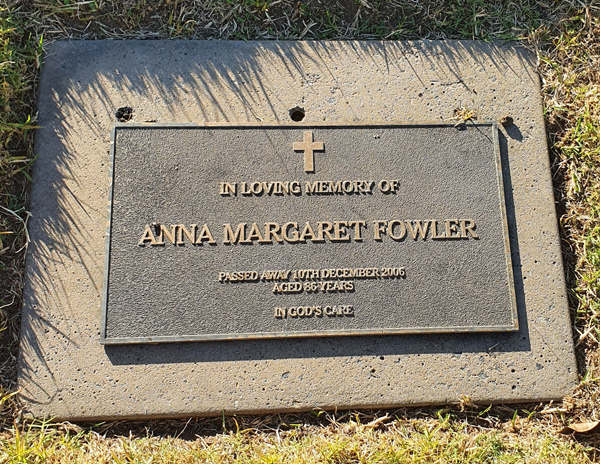 IN LOVING MEMORY OF
ANNA MARGARET FOWLER
PASSED AWAY 10TH DECEMBER 2006
AGED 86 YEARS
IN GOD'S CARE